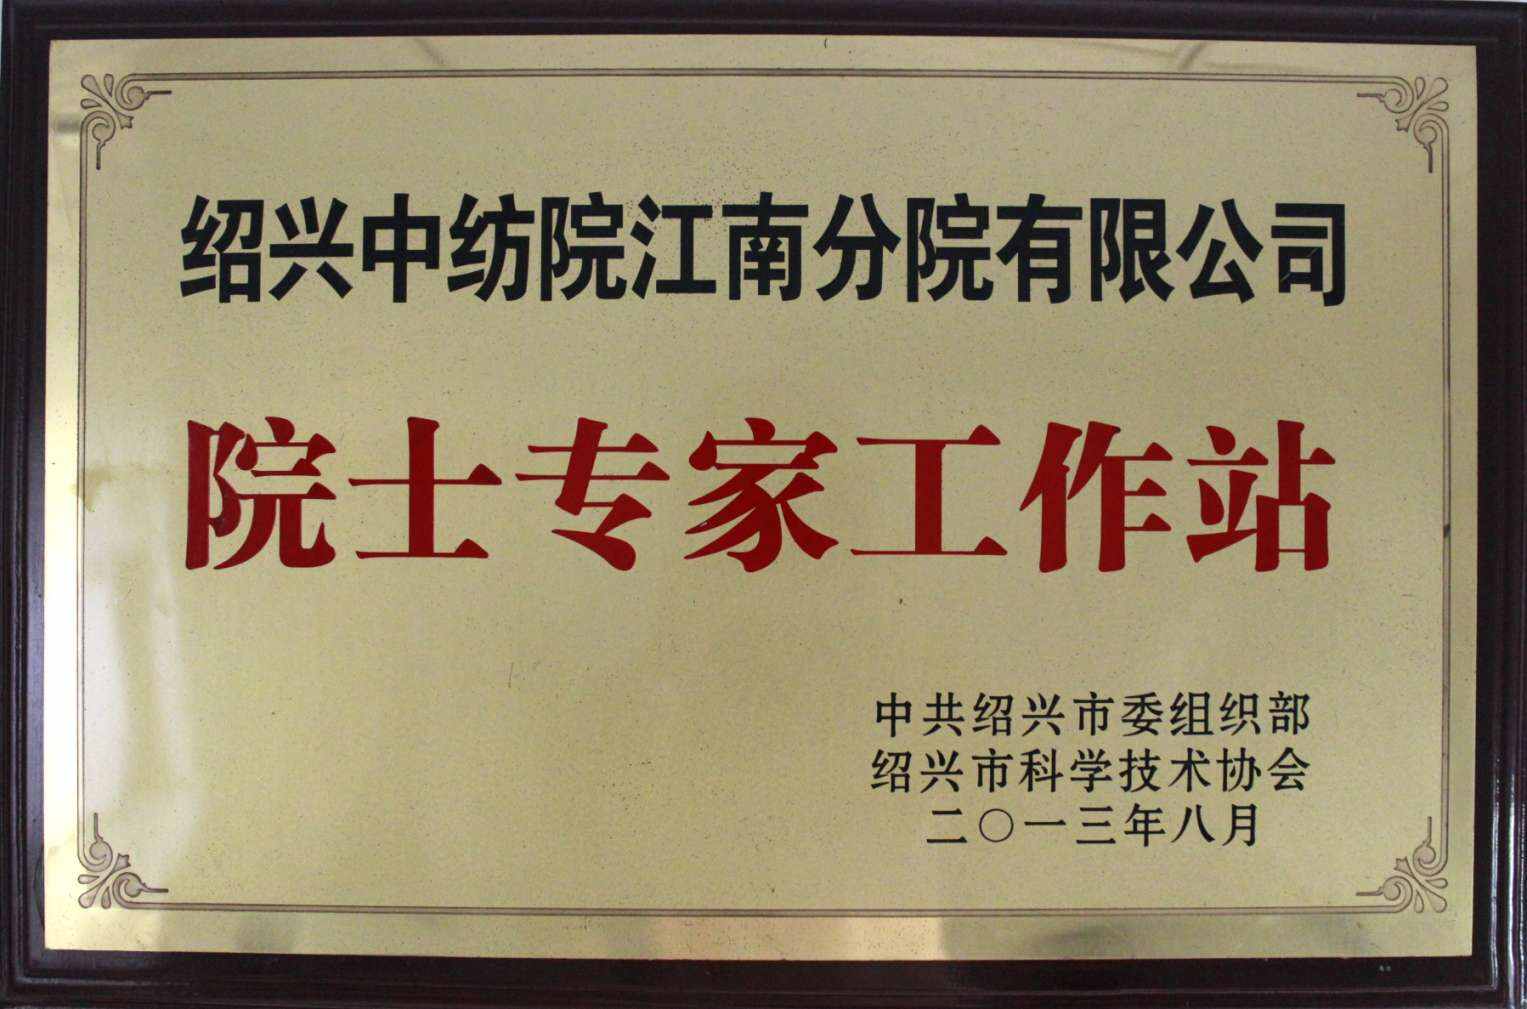 绍兴中纺院江南分院有限公司
院士专家工作站
中共绍兴市委组织部
绍兴市科学技术协会
二〇一三年八月